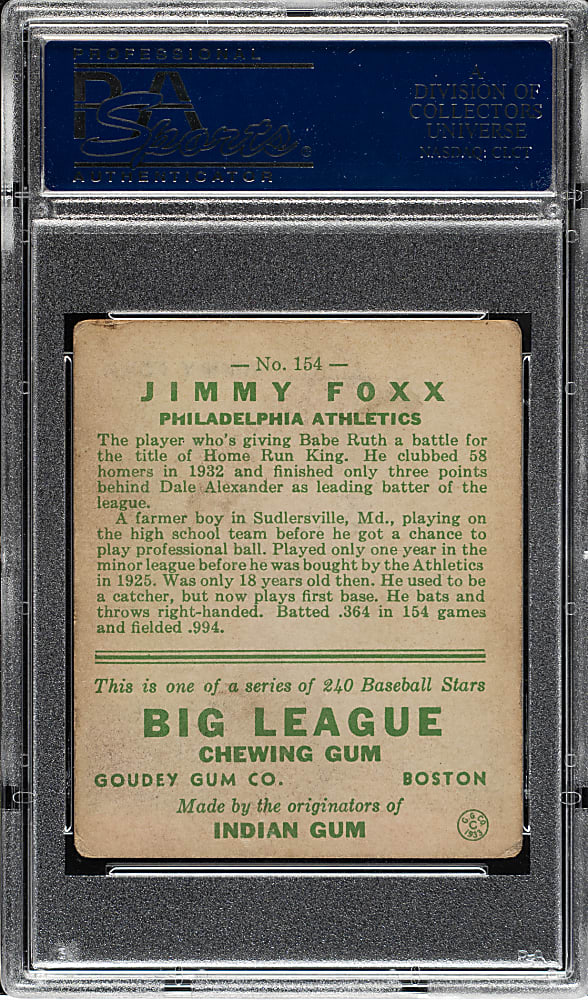 PROFESSIONAL
PSA
Sports
AUTHENTICATOR
A
DIVISION OF
COLLECTORS
UNIVERSE
NASDAQ: CLCT
— No. 154 —
JIMMY FOXX
PHILADELPHIA ATHLETICS
The player who's giving Babe Ruth a battle for
the title of Home Run King. He clubbed 58
homers in 1932 and finished only three points
behind Dale Alexander as leading batter of the
league.
A farmer boy in Sudlersville, Md., playing on
the high school team before he got a chance to
play professional ball. Played only one year in the
minor league before he was bought by the Athletics
in 1925. Was only 18 years old then. He used to be
a catcher, but now plays first base. He bats and
throws right-handed. Batted .364 in 154 games
and fielded .994.
This is one of a series of 240 Baseball Stars
BIG LEAGUE
CHEWING GUM
GOUDEY GUM CO. BOSTON
Made by the originators of
INDIAN GUM
G. G. CO.
C
1933
PSA